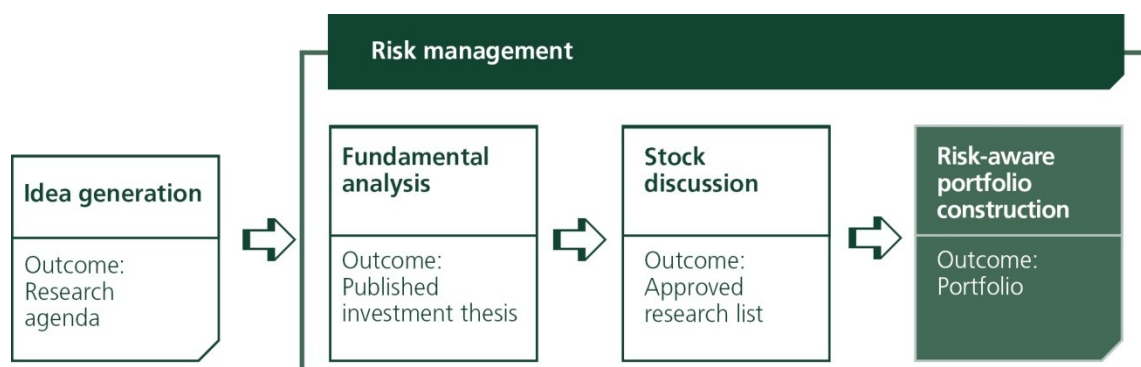 Risk management
Idea generation
Outcome:
Research
agenda
Fundamental
analysis
Outcome:
Published
investment thesis
Stock
discussion
Outcome:
Approved
research list
Risk-aware
portfolio
construction
Outcome:
Portfolio